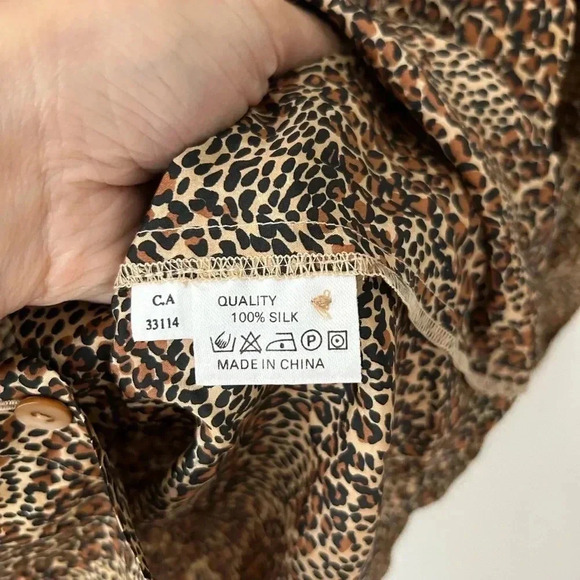 C.A
33114
QUALITY
100% SILK
P
MADE IN CHINA